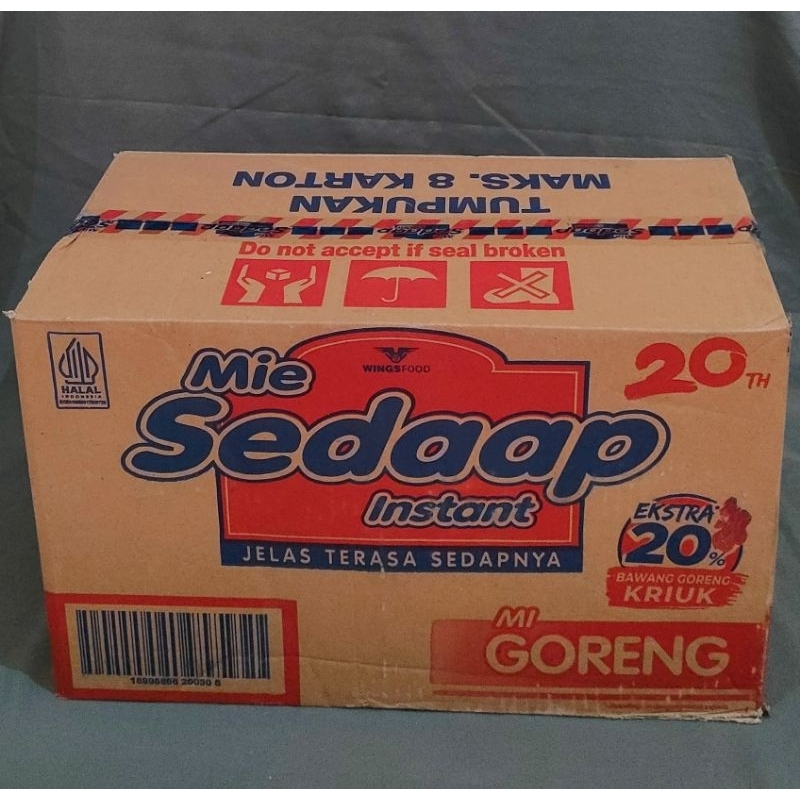 TUMPUKAN
MAKS. 8 KARTON
Sedaap
Do not accept if seal broken
HALAL
INDONESIA
WINGSFOOD
20TH
Mie
Sedaap
Instant
JELAS TERASA SEDAPNYA
EKSTRA
20%
BAWANG GORENG
KRIUK
MI
GORENG